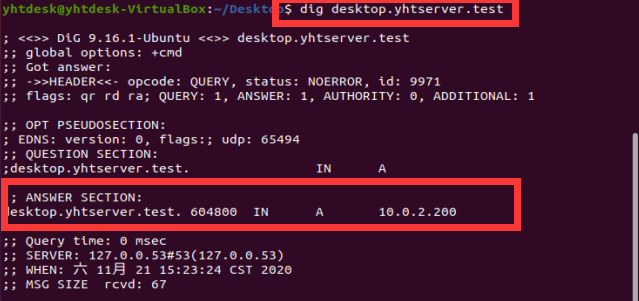 yhtdesk@yhtdesk-VirtualBox:~/Desktop$ dig desktop.yhtserver.test
; <<>> DiG 9.16.1-Ubuntu <<>> desktop.yhtserver.test
;; global options: +cmd
;; Got answer:
;; ->>HEADER<<- opcode: QUERY, status: NOERROR, id: 9971
;; flags: qr rd ra; QUERY: 1, ANSWER: 1, AUTHORITY: 0, ADDITIONAL: 1
;; OPT PSEUDOSECTION:
; EDNS: version: 0, flags:; udp: 65494
;; QUESTION SECTION:
;desktop.yhtserver.test. IN A
; ANSWER SECTION:
desktop.yhtserver.test. 604800 IN A 10.0.2.200
;; Query time: 0 msec
;; SERVER: 127.0.0.53#53(127.0.0.53)
;; WHEN: 六 11月 21 15:23:24 CST 2020
;; MSG SIZE rcvd: 67